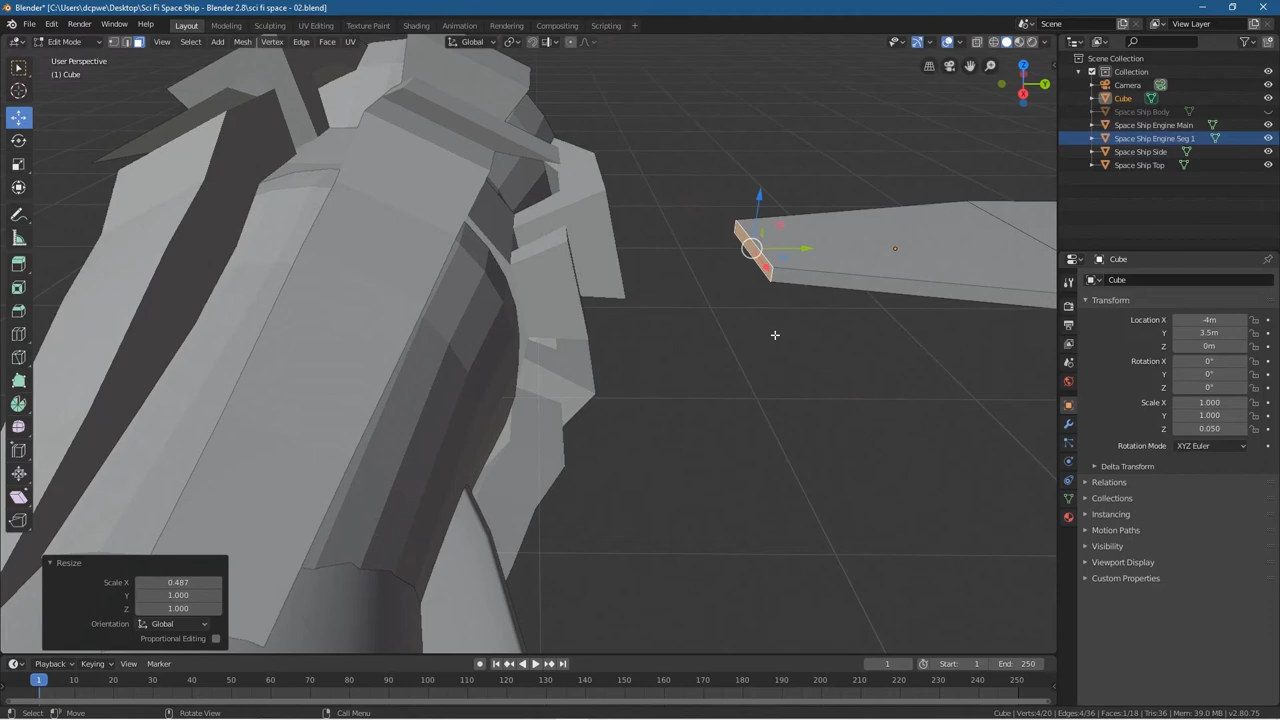 Blender* [C:\Users\dcpwe\Desktop\Sci Fi Space Ship - Blender 2.8\sci fi space - 02.blend]
File Edit Render Window Help Layout Modeling Sculpting UV Editing Texture Paint Shading Animation Rendering Compositing Scripting Scene View Layer
Edit Mode View Select Add Mesh Vertex Edge Face UV Global
User Perspective
(1) Cube
Scene Collection
Collection
Camera
Cube
Space Ship Body
Space Ship Engine Main
Space Ship Engine Seg 1
Space Ship Side
Space Ship Top
X
Y
Z
Cube
Cube
Transform
Location X -4m
Y 3.5m
Z 0m
Rotation X 0°
Y 0°
Z 0°
Scale X 1.000
Y 1.000
Z 0.050
Rotation Mode XYZ Euler
Delta Transform
Relations
Collections
Instancing
Motion Paths
Visibility
Viewport Display
Custom Properties
Resize
Scale X 0.487
Y 1.000
Z 1.000
Orientation Global
Proportional Editing
Playback Keying View Marker 1 Start: 1 End: 250
1 10 20 30 40 50 60 70 80 90 100 110 120 130 140 150 160 170 180 190 200 210 220 230 240 250
Select Move Rotate View Call Menu Cube | Verts:4/20 | Edges:4/36 | Faces:1/18 | Tris:36 | Mem: 39.0 MB | v2.80.75